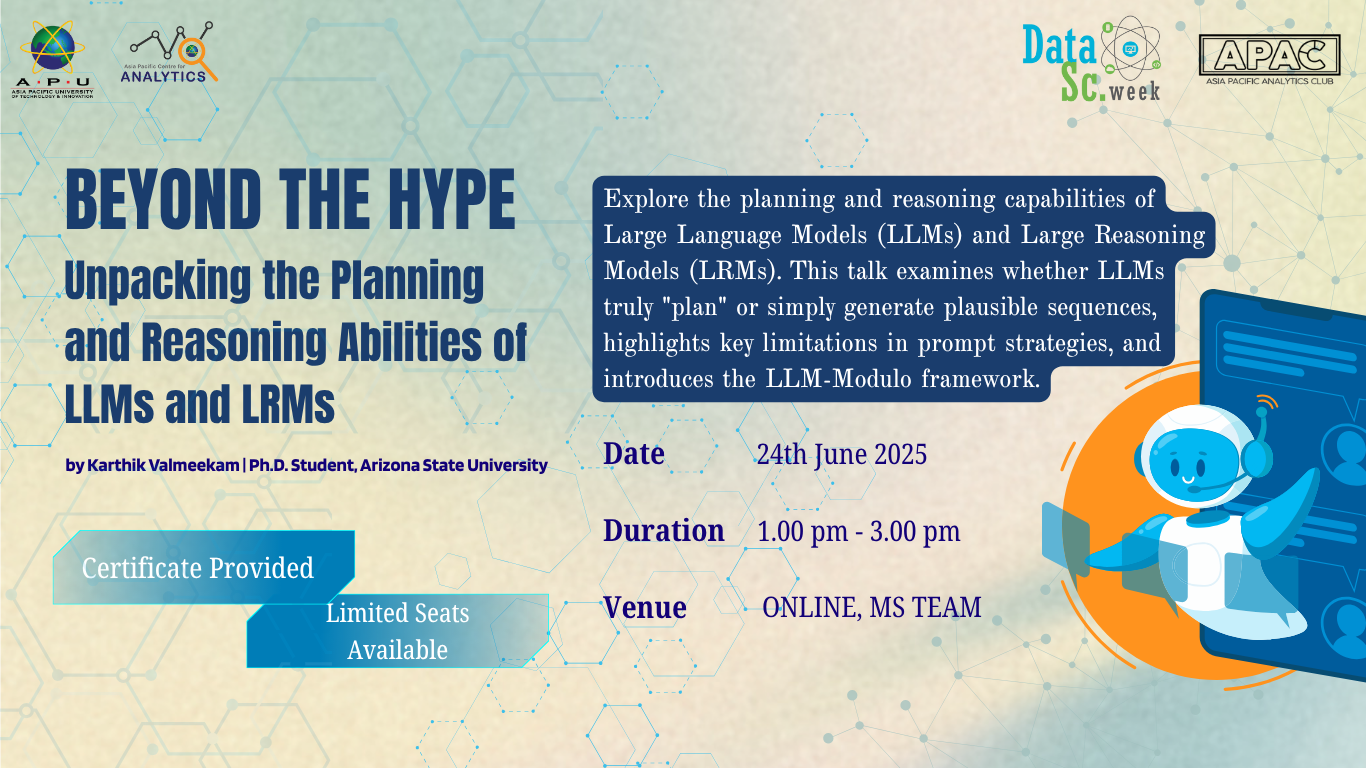 A · P · U
ASIA PACIFIC UNIVERSITY
OF TECHNOLOGY & INNOVATION
Asia Pacific Centre for
ANALYTICS
Data
Sc.week
APAC
ASIA PACIFIC ANALYTICS CLUB
BEYOND THE HYPE
Unpacking the Planning
and Reasoning Abilities of
LLMs and LRMs
by Karthik Valmeekam | Ph.D. Student, Arizona State University
Certificate Provided
Limited Seats
Available
Explore the planning and reasoning capabilities of
Large Language Models (LLMs) and Large Reasoning
Models (LRMs). This talk examines whether LLMs
truly "plan" or simply generate plausible sequences,
highlights key limitations in prompt strategies, and
introduces the LLM-Modulo framework.
Date 24th June 2025
Duration 1.00 pm - 3.00 pm
Venue ONLINE, MS TEAM